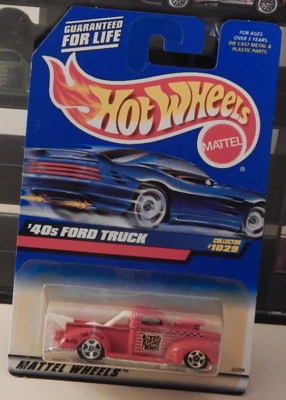 GUARANTEED
FOR LIFE
FOR AGES
OVER 3 YEARS
DIE CAST METAL &
PLASTIC PARTS
Hot Wheels
MATTEL
®
'40s FORD TRUCK
COLLECTOR
#1029
MATTEL WHEELS